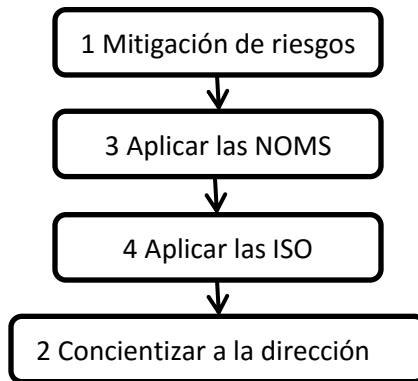 1 Mitigación de riesgos
3 Aplicar las NOMS
4 Aplicar las ISO
2 Concientizar a la dirección